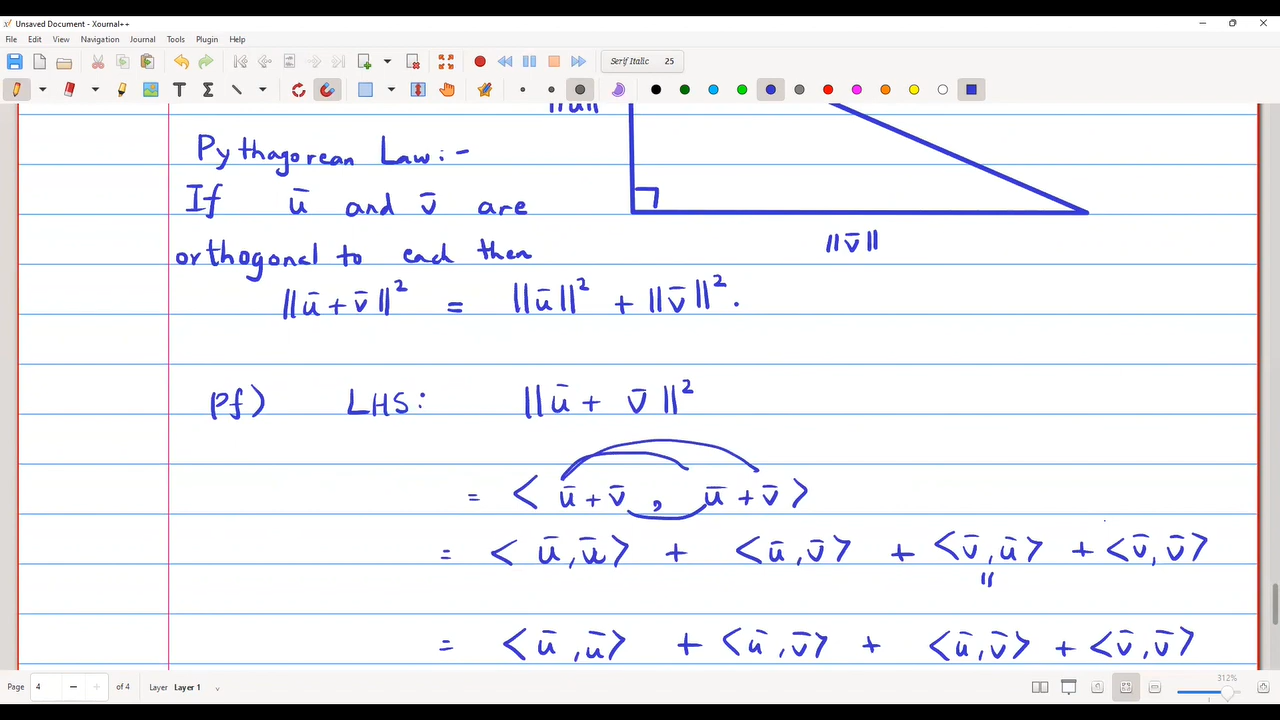 Unsaved Document - Xournal++
File Edit View Navigation Journal Tools Plugin Help
Serif Italic 25
||ū||
Pythagorean Law:-
If ū and v̄ are
orthogonal to each then
||v̄||
||ū + v̄||² = ||ū||² + ||v̄||².
Pf) LHS: ||ū + v̄||²
= < ū + v̄ , ū + v̄ >
= < ū , ū > + < ū , v̄ > + < v̄ , ū > + < v̄ , v̄ >
||
= < ū , ū > + < ū , v̄ > + < ū , v̄ > + < v̄ , v̄ >
Page 4 of 4 Layer Layer 1 312%